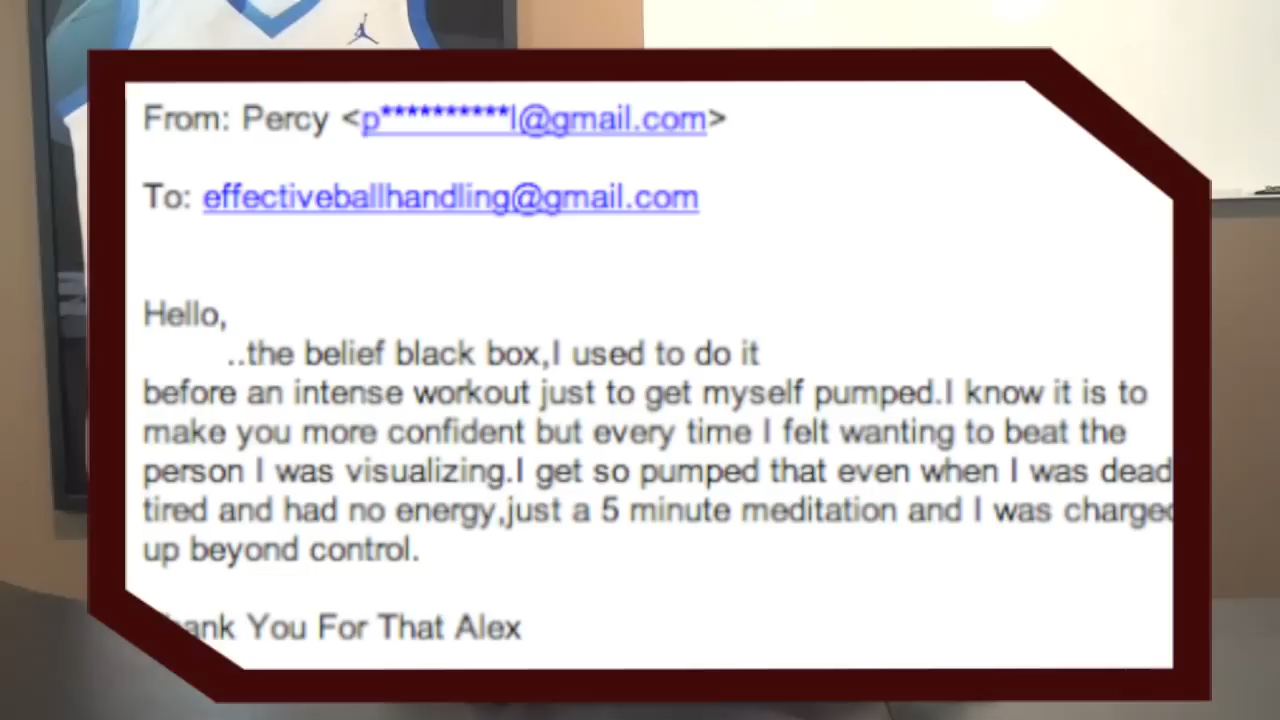 From: Percy <p**********l@gmail.com>
To: effectiveballhandling@gmail.com
Hello,
..the belief black box,I used to do it
before an intense workout just to get myself pumped.I know it is to
make you more confident but every time I felt wanting to beat the
person I was visualizing.I get so pumped that even when I was dead
tired and had no energy,just a 5 minute meditation and I was charged
up beyond control.
hank You For That Alex